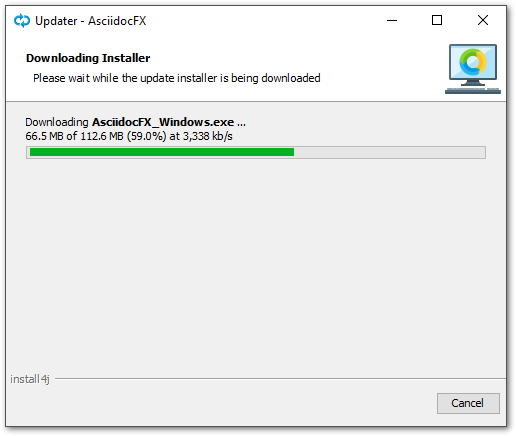 Updater - AsciidocFX
Downloading Installer
Please wait while the update installer is being downloaded
Downloading AsciidocFX_Windows.exe ...
66.5 MB of 112.6 MB (59.0%) at 3,338 kb/s
install4j
Cancel